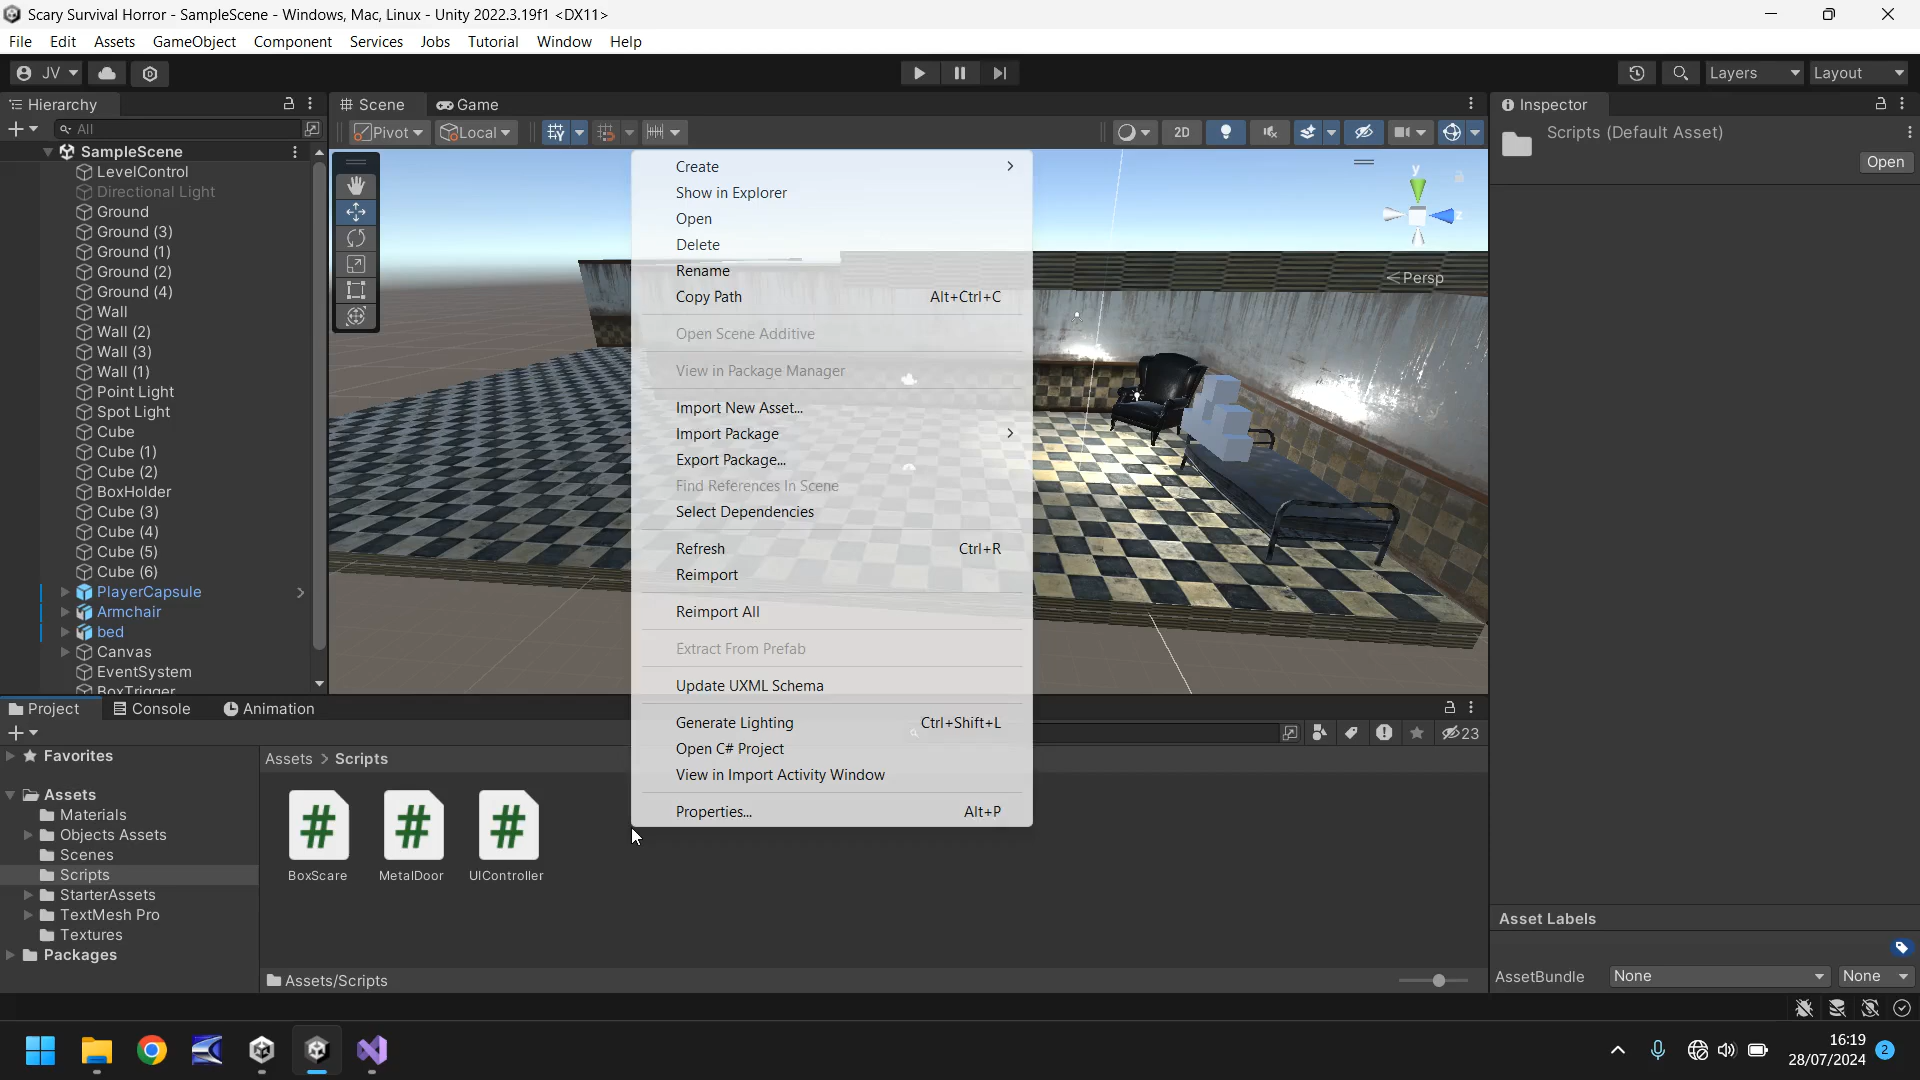 Scary Survival Horror - SampleScene - Windows, Mac, Linux - Unity 2022.3.19f1 <DX11>
File Edit Assets GameObject Component Services Jobs Tutorial Window Help
JV
Layers
Layout
Hierarchy
Scene
Game
Inspector
All
Pivot
Local
2D
Scripts (Default Asset)
Open
SampleScene
LevelControl
Directional Light
Ground
Ground (3)
Ground (1)
Ground (2)
Ground (4)
Wall
Wall (2)
Wall (3)
Wall (1)
Point Light
Spot Light
Cube
Cube (1)
Cube (2)
BoxHolder
Cube (3)
Cube (4)
Cube (5)
Cube (6)
PlayerCapsule
Armchair
bed
Canvas
EventSystem
BoxTrigger
Create
Show in Explorer
Open
Delete
Rename
Copy Path Alt+Ctrl+C
Open Scene Additive
View in Package Manager
Import New Asset...
Import Package
Export Package...
Find References In Scene
Select Dependencies
Refresh Ctrl+R
Reimport
Reimport All
Extract From Prefab
Update UXML Schema
Generate Lighting Ctrl+Shift+L
Open C# Project
View in Import Activity Window
Properties... Alt+P
y
z
Persp
Project
Console
Animation
23
Favorites
Assets
Materials
Objects Assets
Scenes
Scripts
StarterAssets
TextMesh Pro
Textures
Packages
Assets > Scripts
#
#
#
BoxScare
MetalDoor
UIController
Assets/Scripts
Asset Labels
AssetBundle None None
16:19
28/07/2024
2